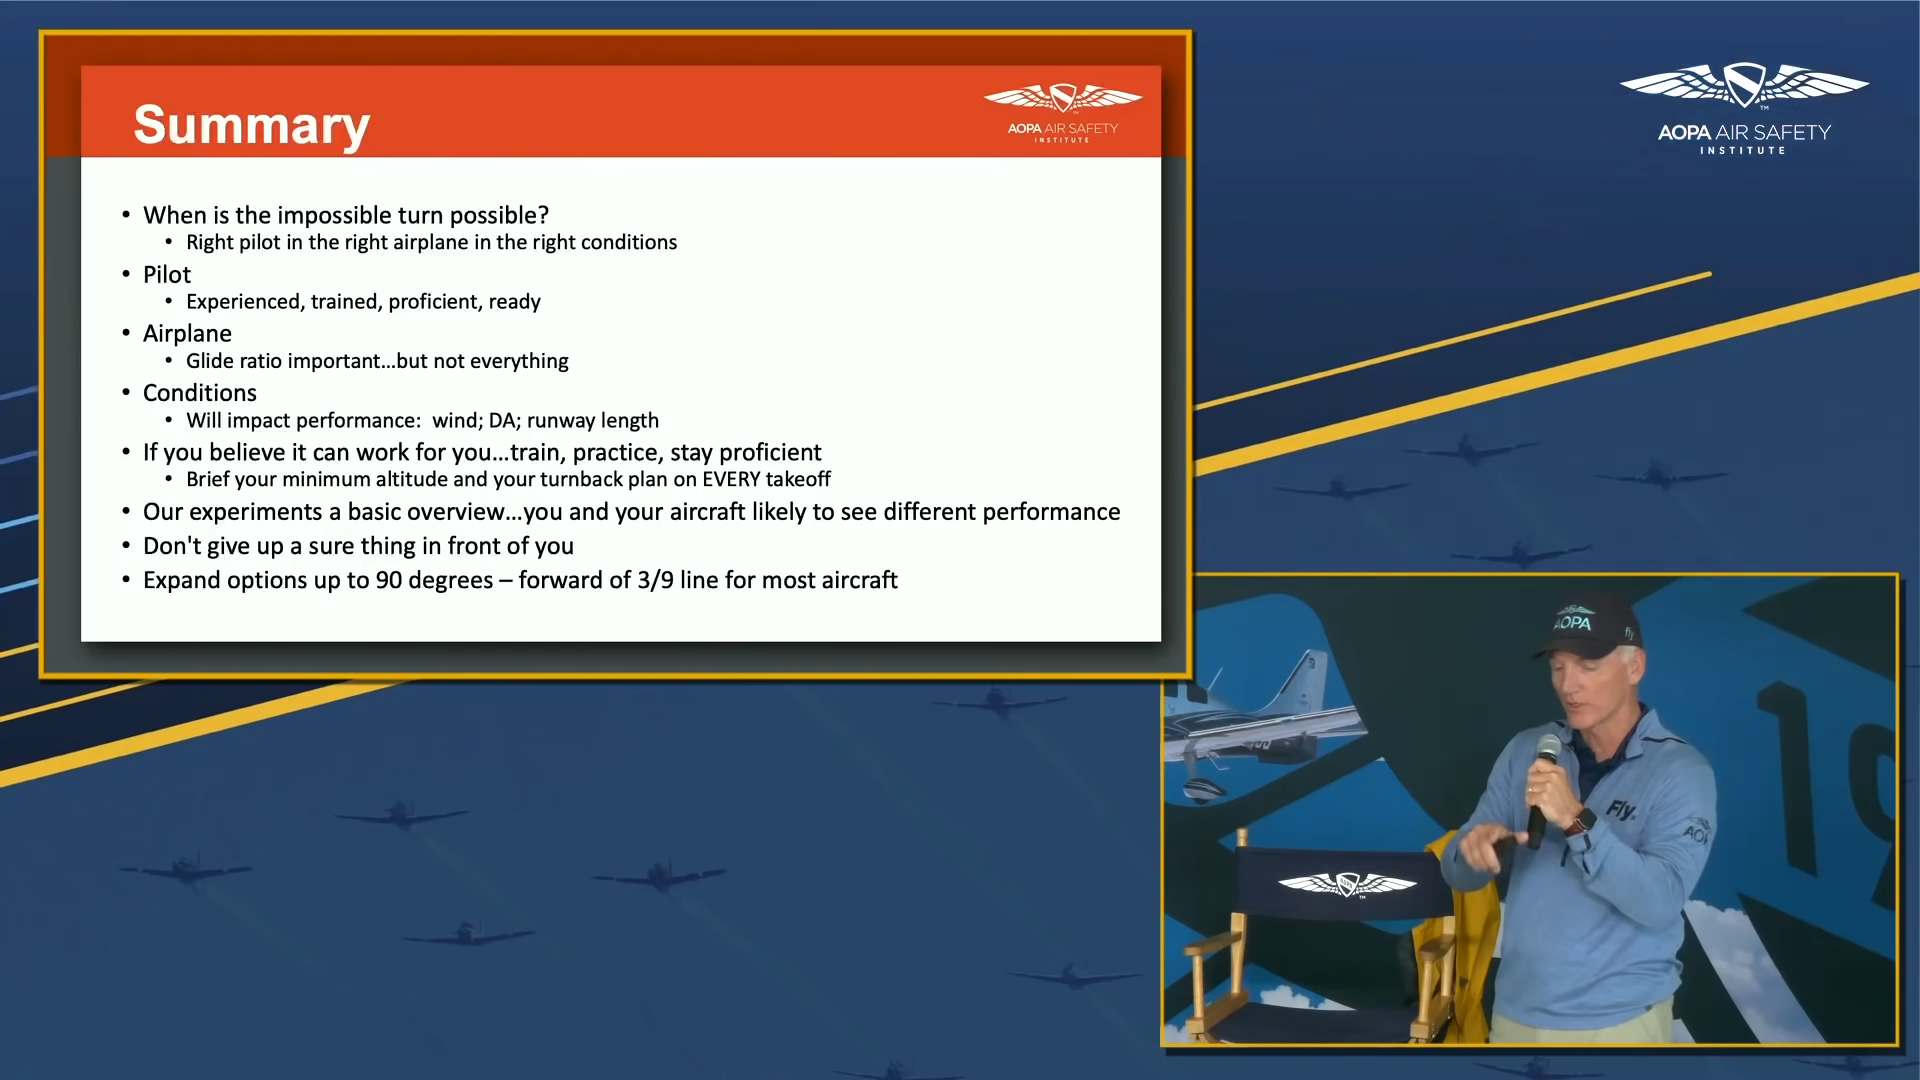 Summary
AOPA AIR SAFETY
INSTITUTE
• When is the impossible turn possible?
• Right pilot in the right airplane in the right conditions
• Pilot
• Experienced, trained, proficient, ready
• Airplane
• Glide ratio important...but not everything
• Conditions
• Will impact performance:  wind; DA; runway length
• If you believe it can work for you...train, practice, stay proficient
• Brief your minimum altitude and your turnback plan on EVERY takeoff
• Our experiments a basic overview...you and your aircraft likely to see different performance
• Don't give up a sure thing in front of you
• Expand options up to 90 degrees – forward of 3/9 line for most aircraft
TM
AOPA AIR SAFETY
INSTITUTE
AOPA
fly
Fly.
AOP
19
TM